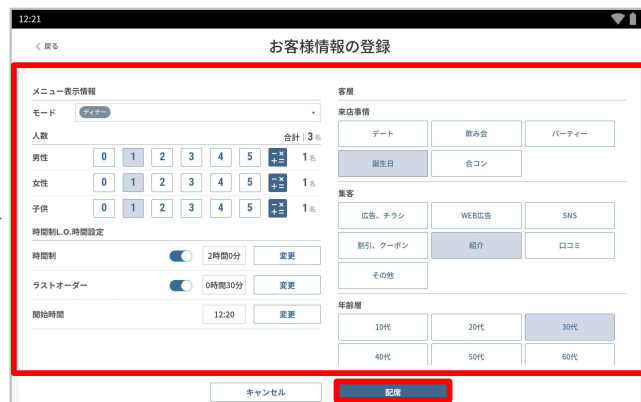 12:21
戻る
お客様情報の登録
メニュー表示情報
モード ディナー
人数 合計 3名
男性 0 1 2 3 4 5 1名
女性 0 1 2 3 4 5 1名
子供 0 1 2 3 4 5 1名
時間制L.O.時間設定
時間制 2時間0分 変更
ラストオーダー 0時間30分 変更
開始時間 12:20 変更
客層
来店事情
デート 飲み会 パーティー
誕生日 合コン
集客
広告、チラシ WEB広告 SNS
割引、クーポン 紹介 口コミ
その他
年齢層
10代 20代 30代
40代 50代 60代
キャンセル 配席